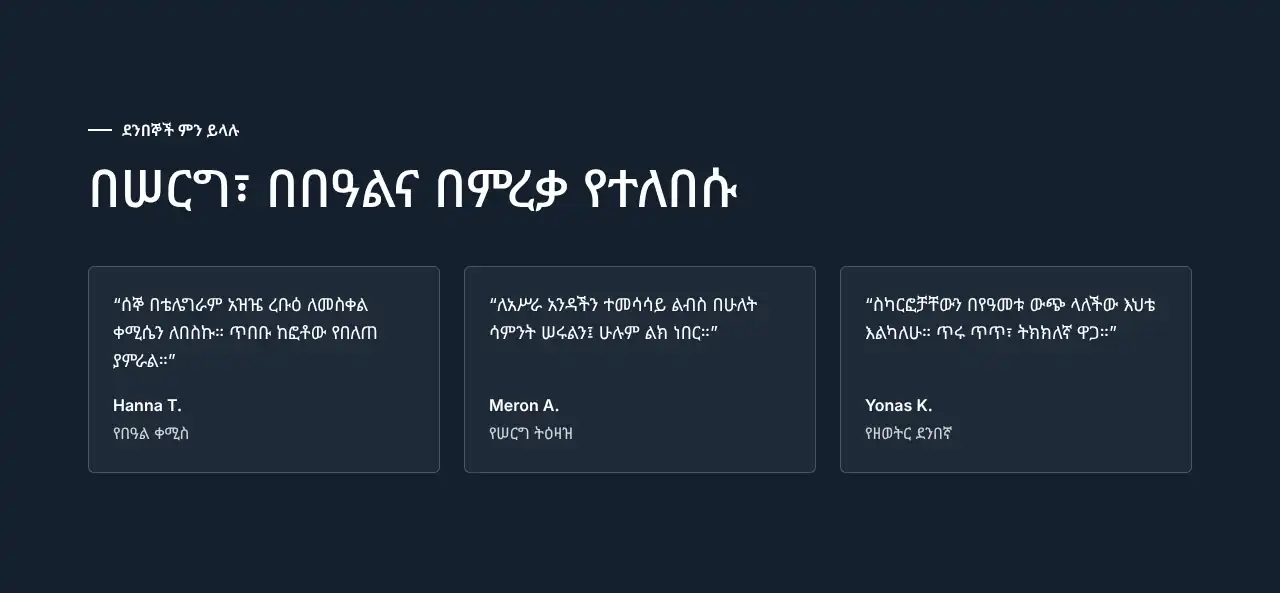 ደንበኞች ምን ይላሉ
በሠርግ፣ በበዓልና በምረቃ የተለበሱ
“ሰኞ በቴሌግራም አዝዤ ረቡዕ ለመስቀል
ቀሚሴን ለበስኩ። ጥበቡ ከፎቶው የበለጠ
ያምራል።”
Hanna T.
የበዓል ቀሚስ
“ለአሥራ አንዳችን ተመሳሳይ ልብስ በሁለት
ሳምንት ሠሩልን፤ ሁሉም ልክ ነበር።”
Meron A.
የሠርግ ትዕዛዝ
“ስካርፎቻቸውን በየዓመቱ ውጭ ላለችው እህቴ
እልካለሁ። ጥሩ ጥጥ፣ ትክክለኛ ዋጋ።”
Yonas K.
የዘወትር ደንበኛ